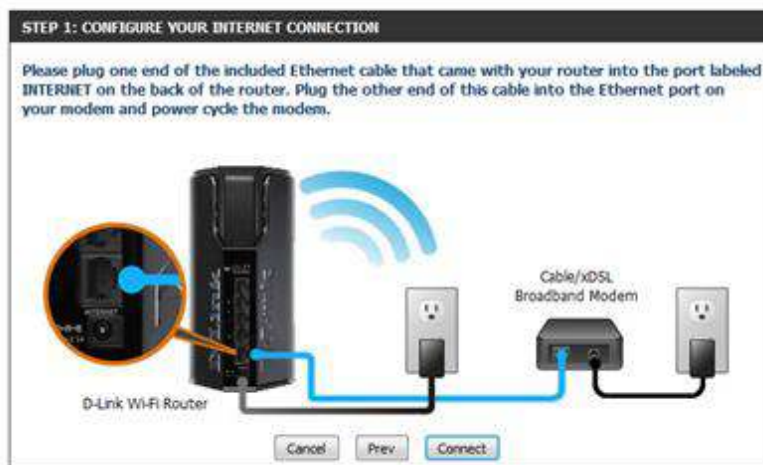 STEP 1: CONFIGURE YOUR INTERNET CONNECTION
Please plug one end of the included Ethernet cable that came with your router into the port labeled
INTERNET on the back of the router. Plug the other end of this cable into the Ethernet port on
your modem and power cycle the modem.
INTERNET
Cable/xDSL
Broadband Modem
D-Link Wi-Fi Router
Cancel
Prev
Connect